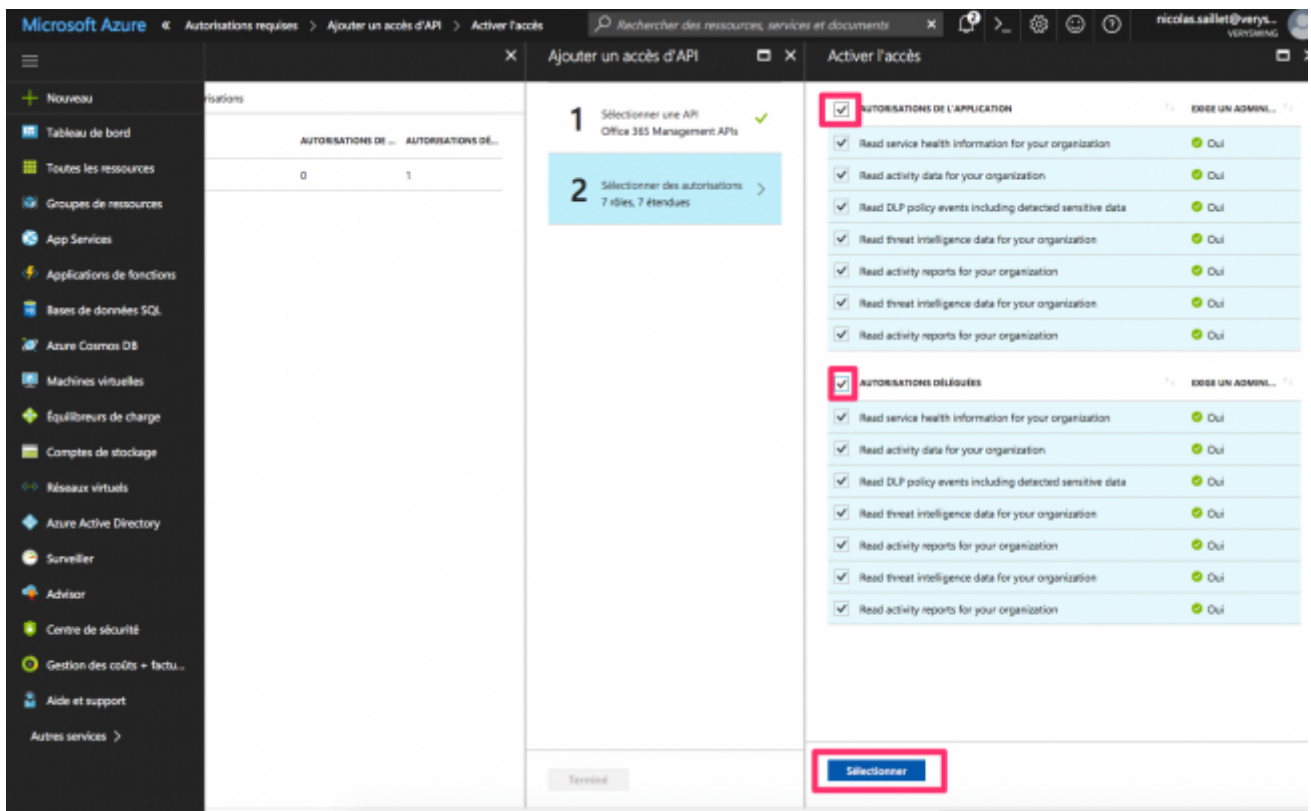 Microsoft Azure « Autorisations requises > Ajouter un accès d'API > Activer l'accès
Rechercher des ressources, services et documents
nicolas.saillet@verys...
VERYSWING
Nouveau
Tableau de bord
Toutes les ressources
Groupes de ressources
App Services
Applications de fonctions
Bases de données SQL
Azure Cosmos DB
Machines virtuelles
Équilibreurs de charge
Comptes de stockage
Réseaux virtuels
Azure Active Directory
Surveiller
Advisor
Centre de sécurité
Gestion des coûts + factu...
Aide et support
Autres services >
risations
AUTORISATIONS DE ... AUTORISATIONS DÉ...
0 1
Ajouter un accès d'API
1 Sélectionner une API
Office 365 Management APIs
2 Sélectionner des autorisations
7 rôles, 7 étendues
Terminé
Activer l'accès
AUTORISATIONS DE L'APPLICATION EXIGE UN ADMINI...
Read service health information for your organization Oui
Read activity data for your organization Oui
Read DLP policy events including detected sensitive data Oui
Read threat intelligence data for your organization Oui
Read activity reports for your organization Oui
Read threat intelligence data for your organization Oui
Read activity reports for your organization Oui
AUTORISATIONS DÉLÉGUÉES EXIGE UN ADMINI...
Read service health information for your organization Oui
Read activity data for your organization Oui
Read DLP policy events including detected sensitive data Oui
Read threat intelligence data for your organization Oui
Read activity reports for your organization Oui
Read threat intelligence data for your organization Oui
Read activity reports for your organization Oui
Sélectionner